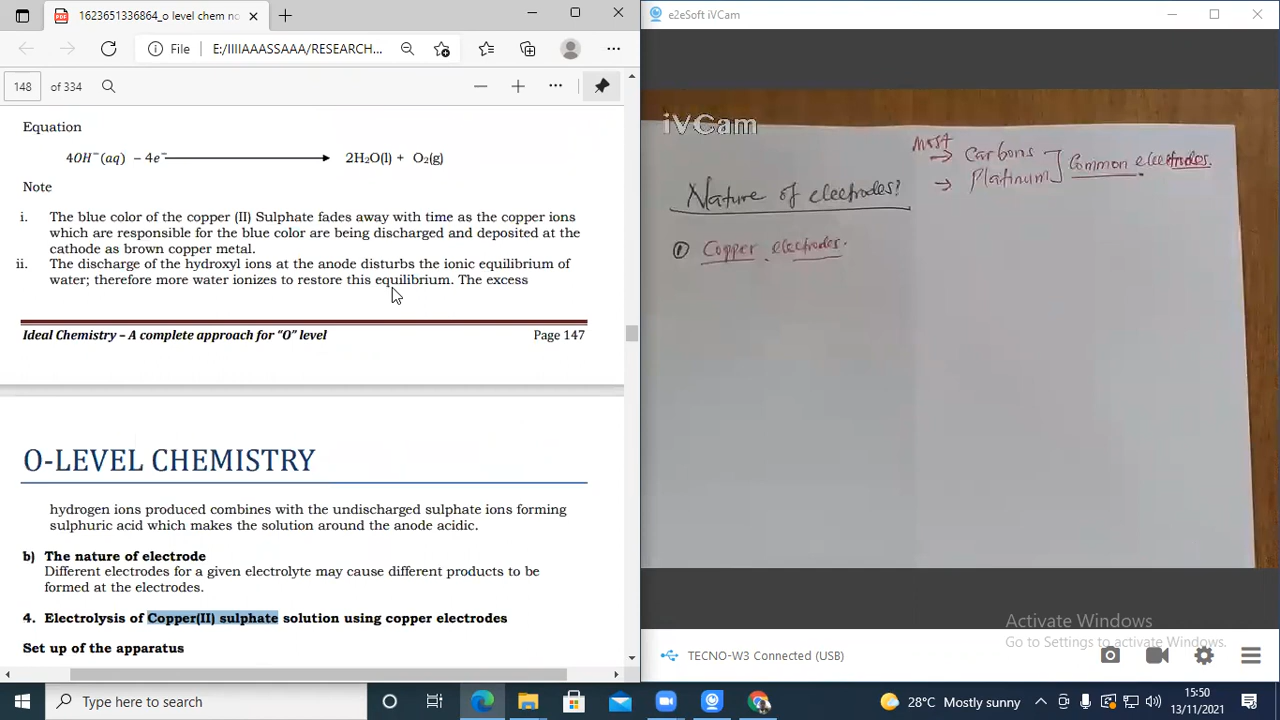 1623651336864_o level chem no
File
E:/IIIIAAASSAAA/RESEARCH...
148 of 334
Equation
4OH⁻(aq) – 4e⁻ ⟶ 2H₂O(l) + O₂(g)
Note
i. The blue color of the copper (II) Sulphate fades away with time as the copper ions
which are responsible for the blue color are being discharged and deposited at the
cathode as brown copper metal.
ii. The discharge of the hydroxyl ions at the anode disturbs the ionic equilibrium of
water; therefore more water ionizes to restore this equilibrium. The excess
Ideal Chemistry – A complete approach for "O" level Page 147
O-LEVEL CHEMISTRY
hydrogen ions produced combines with the undischarged sulphate ions forming
sulphuric acid which makes the solution around the anode acidic.
b) The nature of electrode
Different electrodes for a given electrolyte may cause different products to be
formed at the electrodes.
4. Electrolysis of Copper(II) sulphate solution using copper electrodes
Set up of the apparatus
e2eSoft iVCam
iVCam
Most
→ Carbons
→ Platinum ] Common electrodes.
Nature of electrodes?
① Copper electrodes.
Activate Windows
Go to Settings to activate Windows.
TECNO-W3 Connected (USB)
Type here to search
28°C Mostly sunny
15:50
13/11/2021